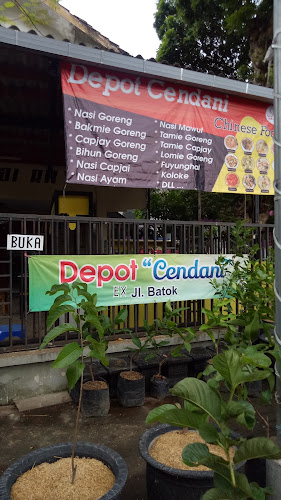 Depot Cendani
Chinese Food
* Nasi Goreng
* Bakmie Goreng
* Capjay Goreng
* Bihun Goreng
* Nasi Capjai
* Nasi Ayam
* Nasi Mawut
* Tamie Goreng
* Tamie Capjay
* Lomie Goreng
* Fuyunghai
* Koloke
* DLL
BUKA
Depot "Cendani"
EX Jl. Batok